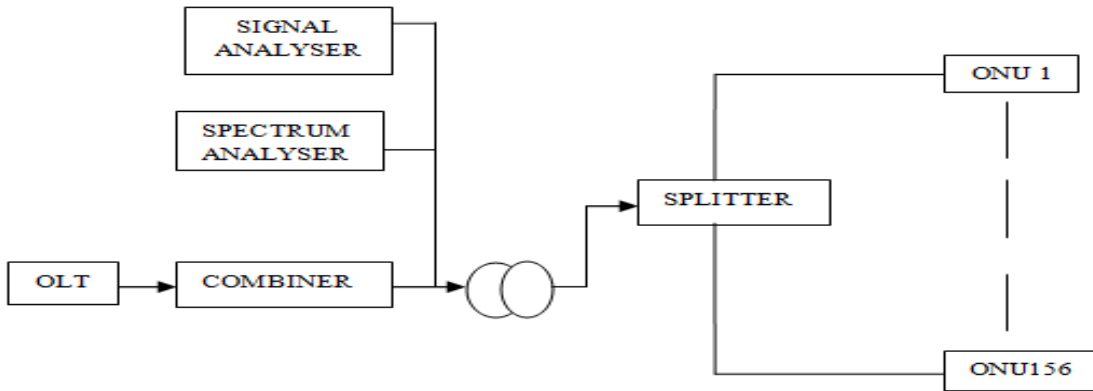 SIGNAL
ANALYSER
ONU 1
SPECTRUM
ANALYSER
SPLITTER
OLT
COMBINER
ONU156